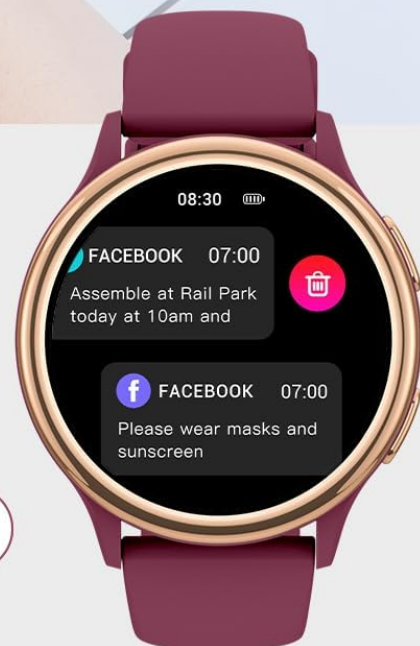 08:30
FACEBOOK 07:00
Assemble at Rail Park
today at 10am and
f FACEBOOK 07:00
Please wear masks and
sunscreen